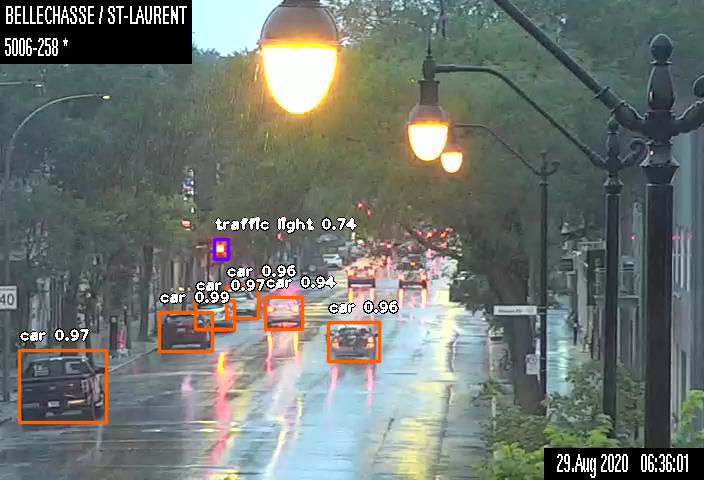 BELLECHASSE / ST-LAURENT
5006-258 *
traffic light 0.74
car 0.96
car 0.97
car 0.94
car 0.99
car 0.96
car 0.97
40
29.Aug 2020 06:36:01